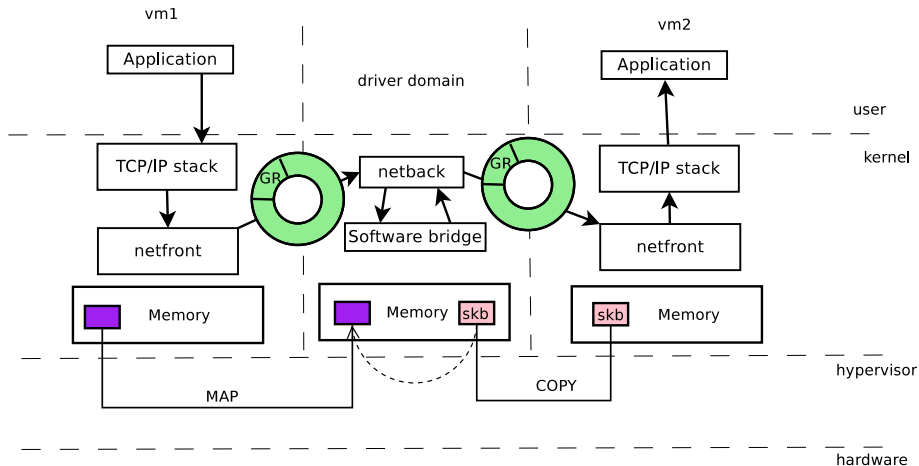 vm1
vm2
Application
driver domain
Application
user
kernel
TCP/IP stack
GR
netback
GR
TCP/IP stack
netfront
Software bridge
netfront
Memory
Memory
skb
skb
Memory
hypervisor
MAP
COPY
hardware